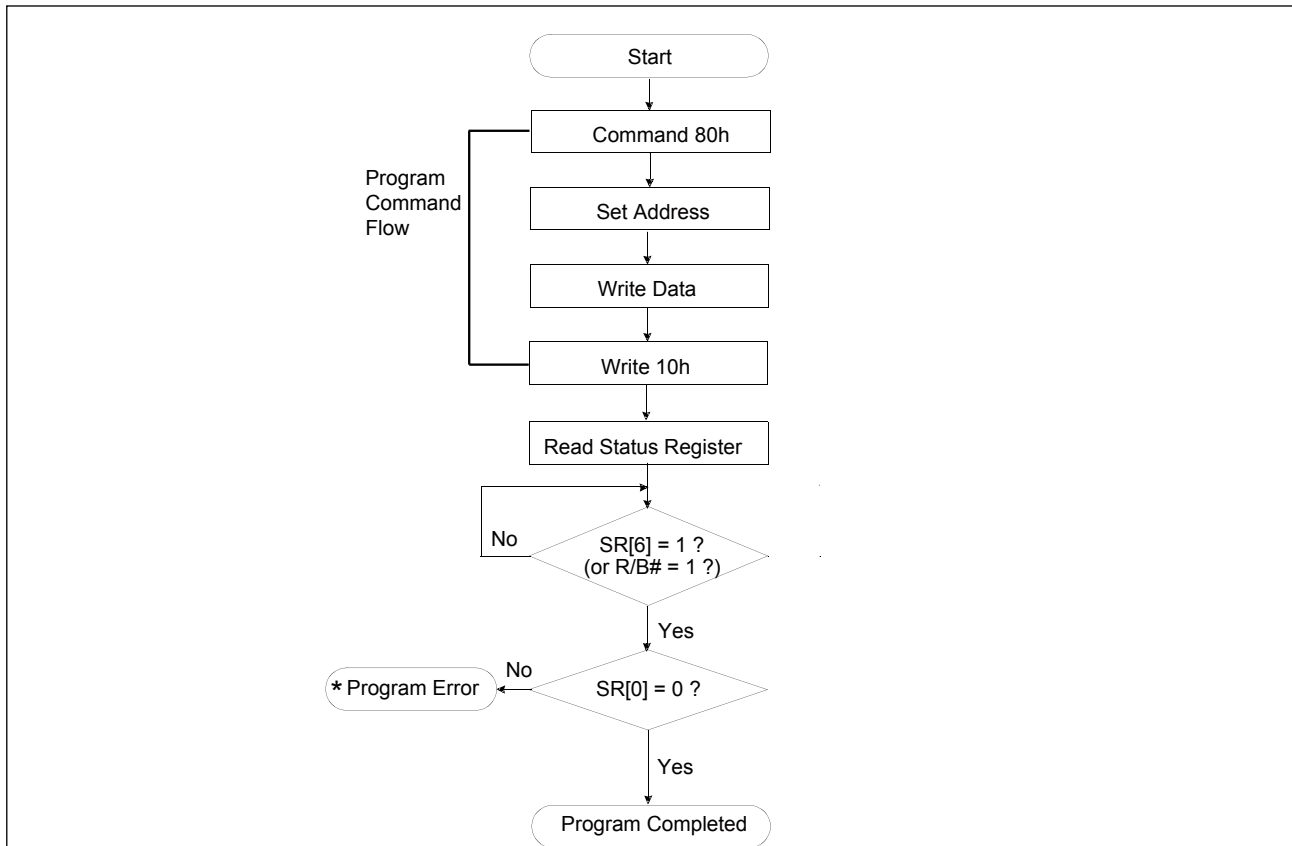 Start
Command 80h
Program
Command
Flow
Set Address
Write Data
Write 10h
Read Status Register
No
SR[6] = 1 ?
(or R/B# = 1 ?)
Yes
No
* Program Error
SR[0] = 0 ?
Yes
Program Completed